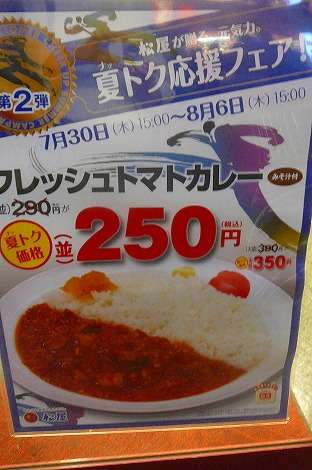 松屋が贈る、元気力。
第2弾
夏トク応援フェア!
7月30日(木)15:00～8月6日(木)15:00
フレッシュトマトカレー
みそ汁付
(並)290円が
夏トク価格
(並)250円
(税込)
(大盛)390円が
350円
松屋